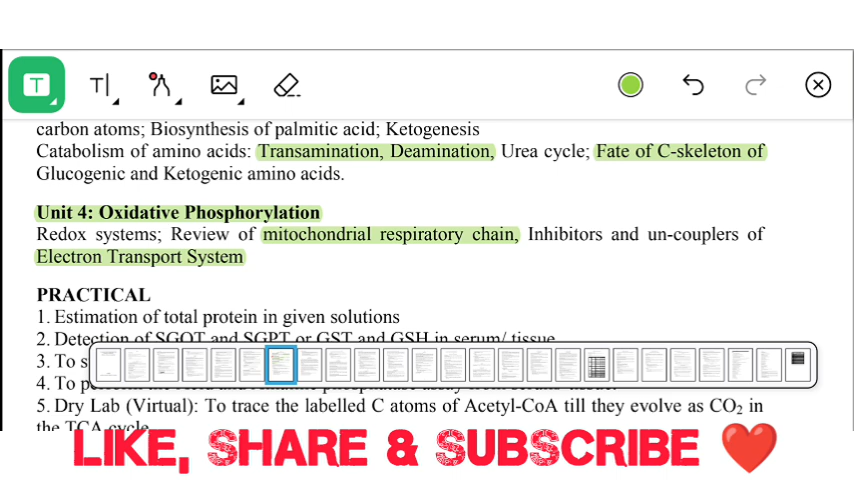 T
T|
carbon atoms; Biosynthesis of palmitic acid; Ketogenesis
Catabolism of amino acids: Transamination, Deamination, Urea cycle; Fate of C-skeleton of
Glucogenic and Ketogenic amino acids.
Unit 4: Oxidative Phosphorylation
Redox systems; Review of mitochondrial respiratory chain, Inhibitors and un-couplers of
Electron Transport System
PRACTICAL
1. Estimation of total protein in given solutions
2. Detection of SGOT and SGPT or GST and GSH in serum/ tissue
3. To s
4. To
5. Dry Lab (Virtual): To trace the labelled C atoms of Acetyl-CoA till they evolve as CO2 in
the TCA cycle
LIKE, SHARE & SUBSCRIBE ❤️